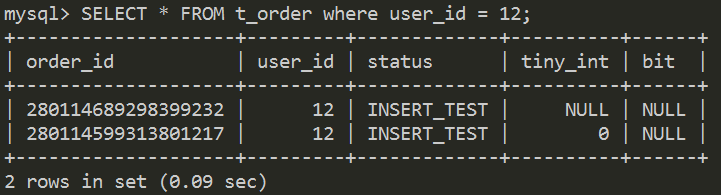 mysql> SELECT * FROM t_order where user_id = 12;
+--------------------+---------+-------------+----------+------+
| order_id           | user_id | status      | tiny_int | bit  |
+--------------------+---------+-------------+----------+------+
| 280114689298399232 |      12 | INSERT_TEST |     NULL | NULL |
| 280114599313801217 |      12 | INSERT_TEST |        0 | NULL |
+--------------------+---------+-------------+----------+------+
2 rows in set (0.09 sec)